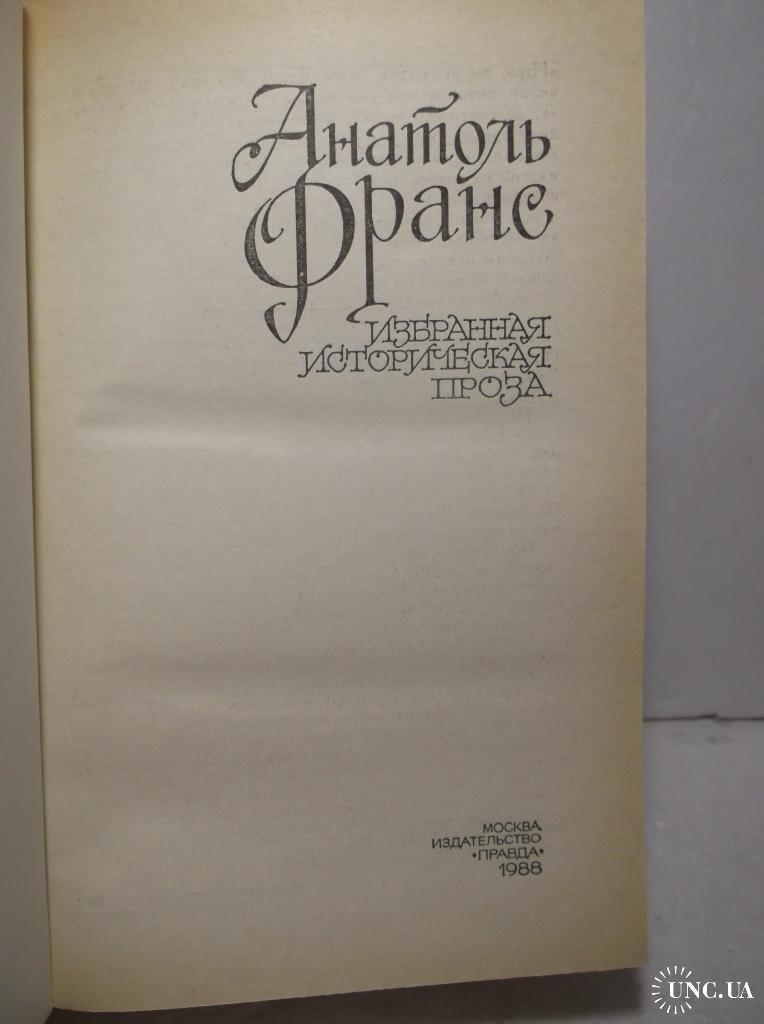 Анатоль
Франс
ИЗБРАННАЯ
ИСТОРИЧЕСКАЯ
ПРОЗА
МОСКВА
ИЗДАТЕЛЬСТВО
«ПРАВДА»
1988
UNC.UA